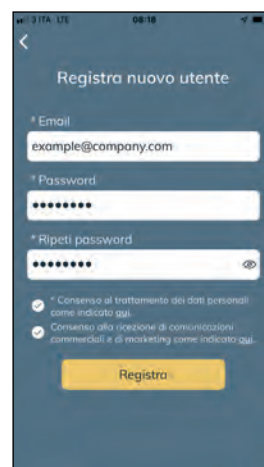 3 ITA LTE 08:18
Registra nuovo utente
* Email
example@company.com
* Password
••••••••
* Ripeti password
••••••••
* Consenso al trattamento dei dati personali
come indicato qui.
Consenso alla ricezione di comunicazioni
commerciali e di marketing come indicato qui.
Registra